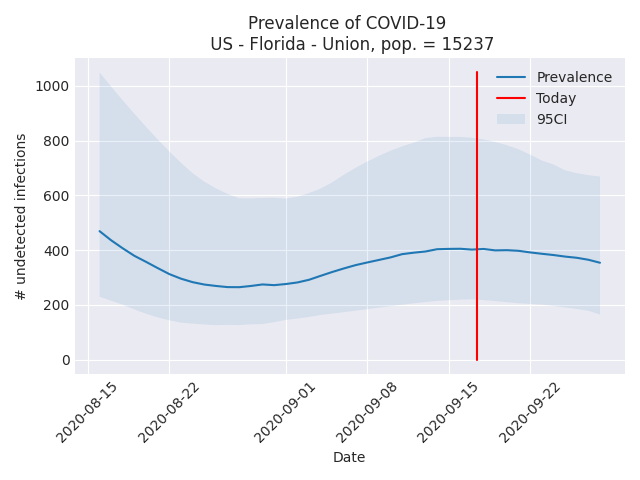 Prevalence of COVID-19
US - Florida - Union, pop. = 15237
Prevalence
Today
95CI
# undetected infections
1000
800
600
400
200
0
2020-08-15
2020-08-22
2020-09-01
2020-09-08
2020-09-15
2020-09-22
Date